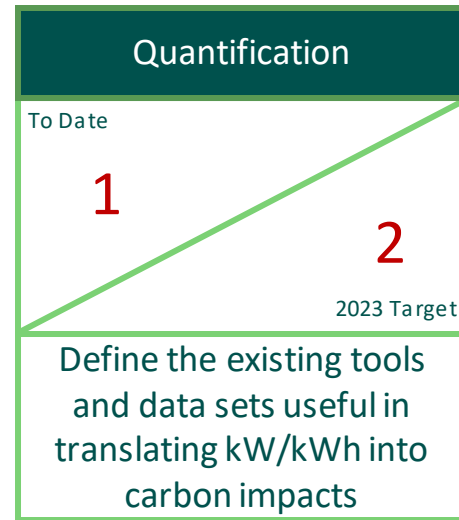 Quantification
To Date
1
2
2023 Target
Define the existing tools
and data sets useful in
translating kW/kWh into
carbon impacts